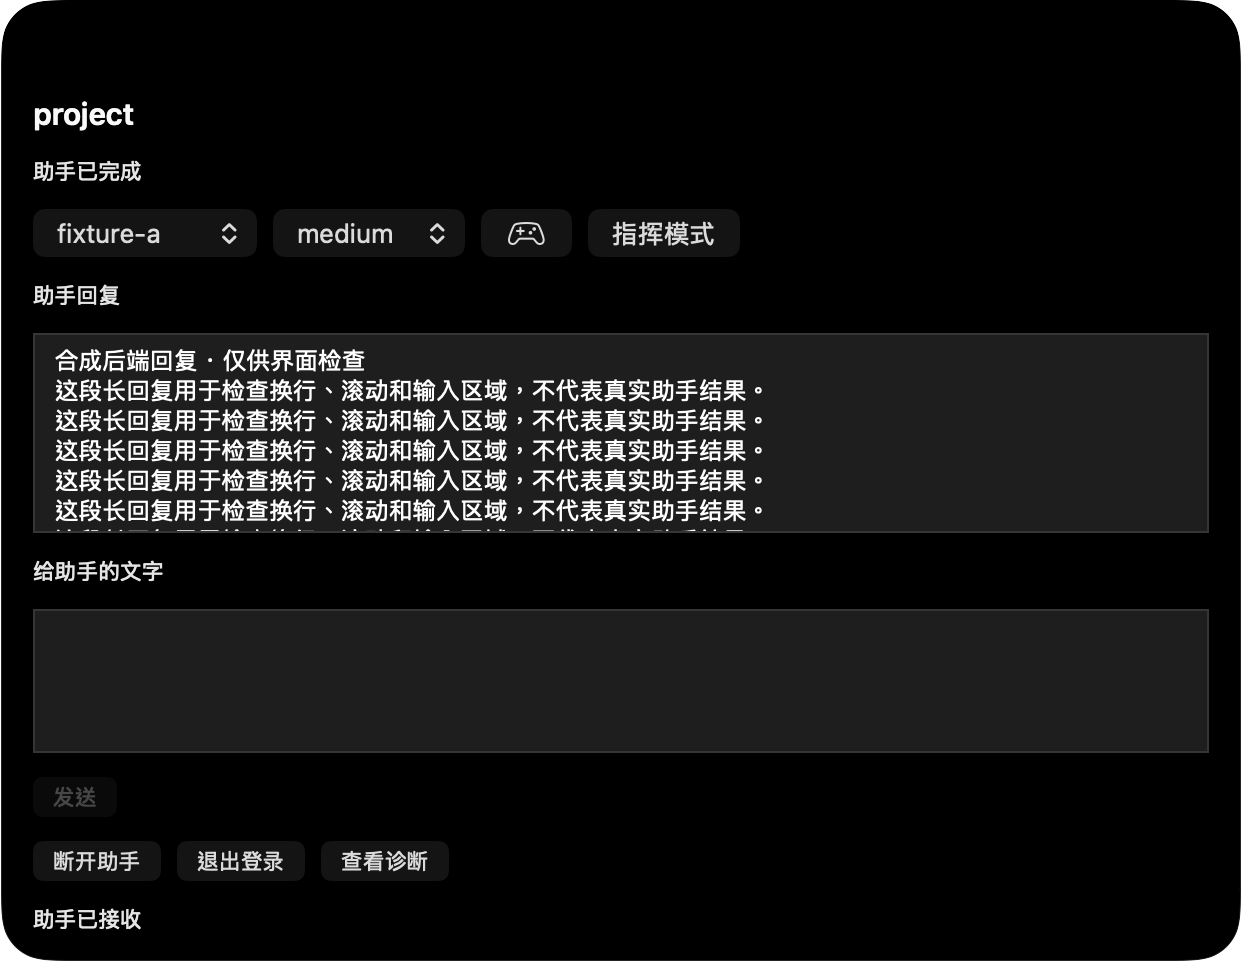 project
助手已完成
fixture-a
medium
指挥模式
助手回复
合成后端回复·仅供界面检查
这段长回复用于检查换行、滚动和输入区域，不代表真实助手结果。
这段长回复用于检查换行、滚动和输入区域，不代表真实助手结果。
这段长回复用于检查换行、滚动和输入区域，不代表真实助手结果。
这段长回复用于检查换行、滚动和输入区域，不代表真实助手结果。
这段长回复用于检查换行、滚动和输入区域，不代表真实助手结果。
给助手的文字
发送
断开助手
退出登录
查看诊断
助手已接收